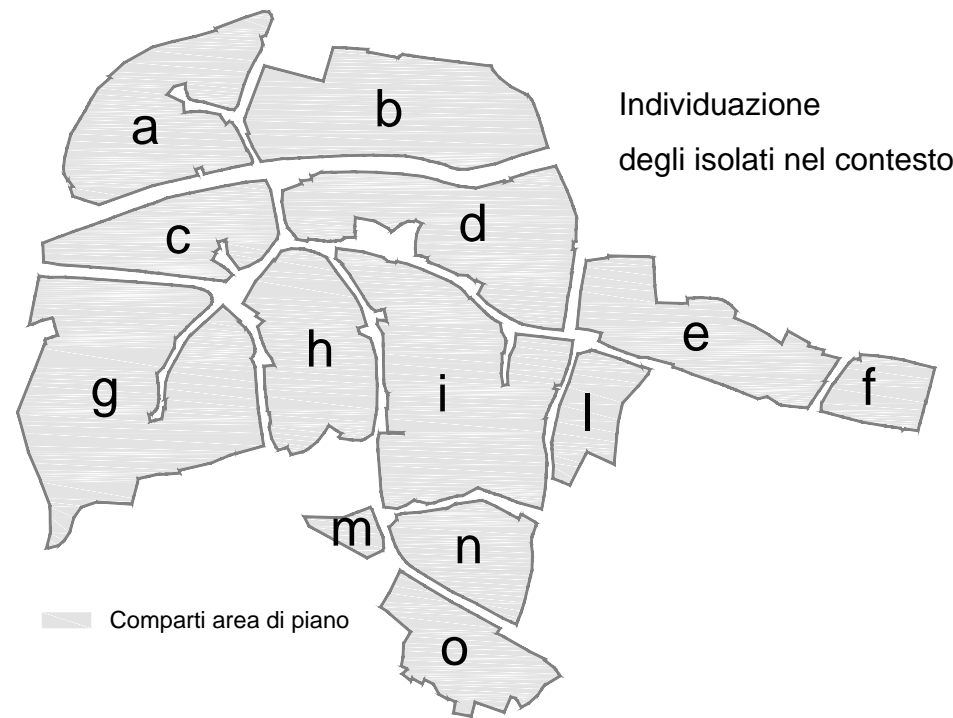 a
b
Individuazione
degli isolati nel contesto
c
d
e
f
g
h
i
l
m
n
o
Comparti area di piano